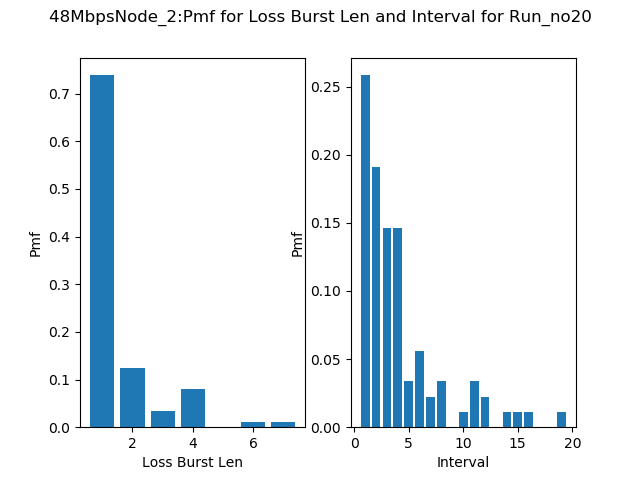 48MbpsNode_2:Pmf for Loss Burst Len and Interval for Run_no20
0.7
0.6
0.5
0.4
0.3
0.2
0.1
0.0
Pmf
2 4 6
Loss Burst Len
0.25
0.20
0.15
0.10
0.05
0.00
Pmf
0 5 10 15 20
Interval